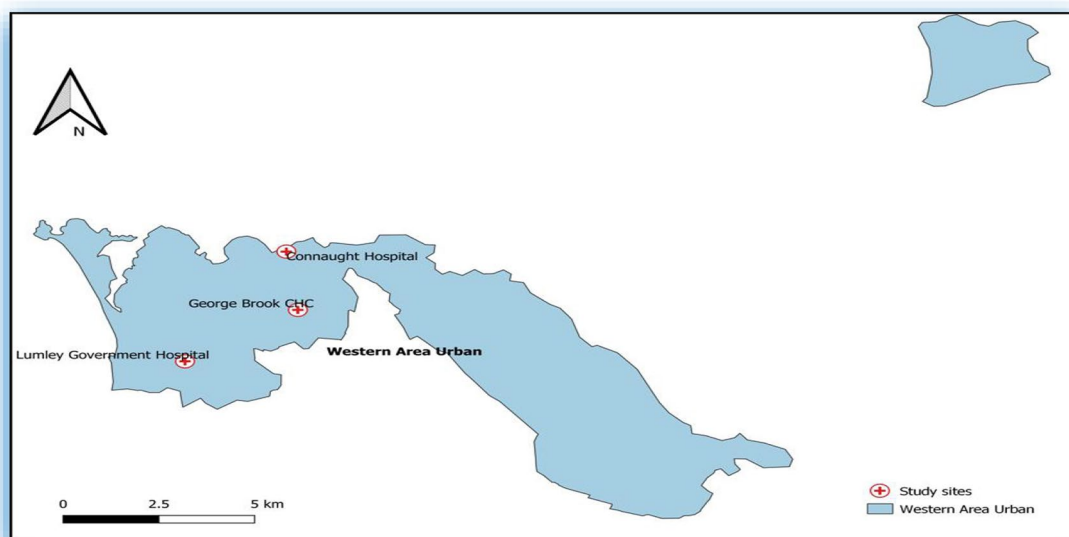 N
Connaught Hospital
George Brook CHC
Western Area Urban
Lumley Government Hospital
0 2.5 5 km
Study sites
Western Area Urban